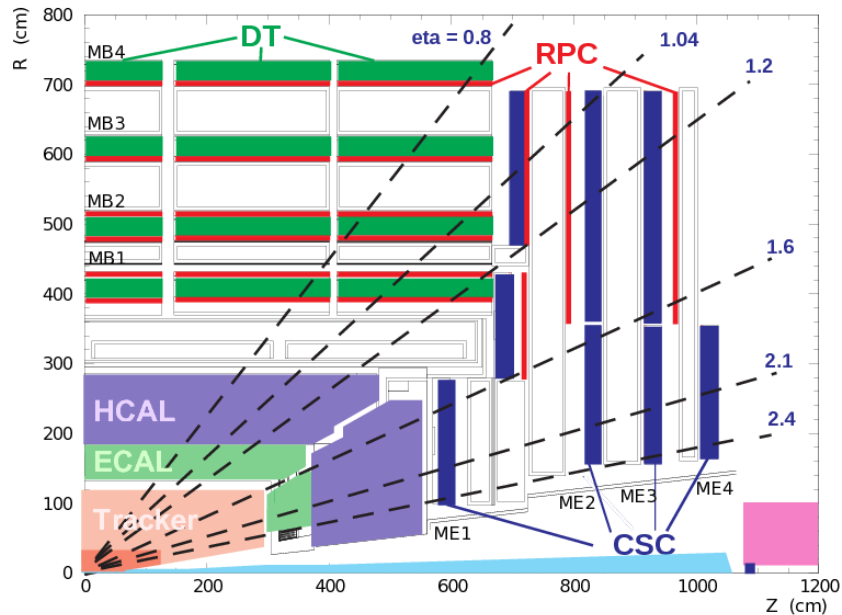 R (cm)
800
700
600
500
400
300
200
100
0
MB4
MB3
MB2
MB1
DT
eta = 0.8
RPC
1.04
1.2
1.6
2.1
2.4
HCAL
ECAL
Tracker
ME1
ME2
ME3
ME4
CSC
0
200
400
600
800
1000
1200
Z (cm)